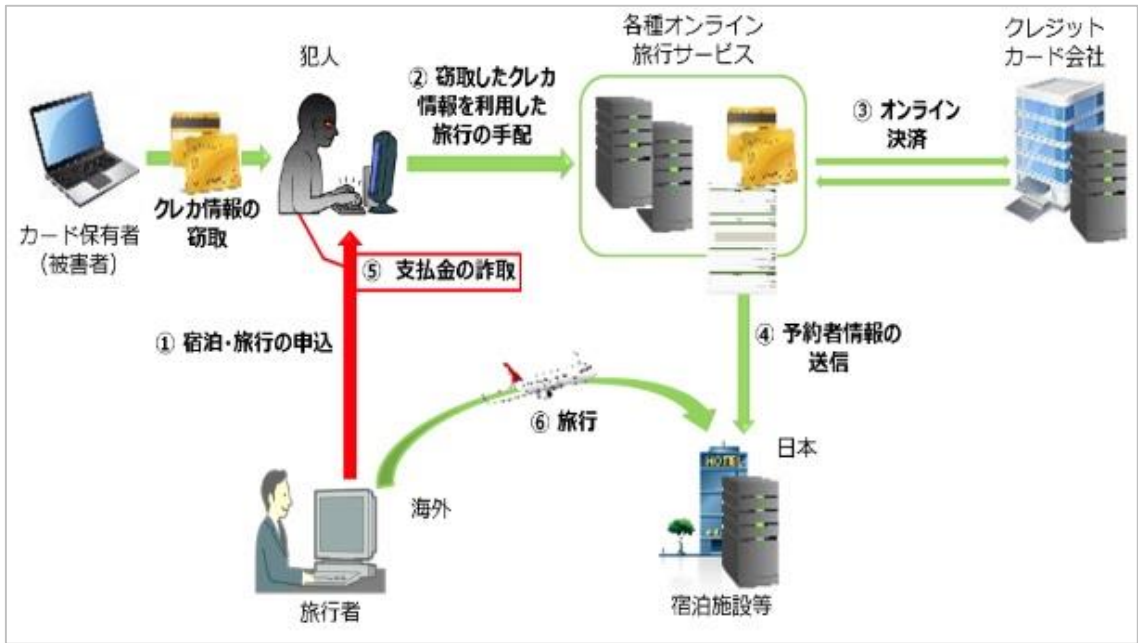 犯人
各種オンライン
旅行サービス
クレジット
カード会社
② 窃取したクレカ
情報を利用した
旅行の手配
③ オンライン
決済
クレカ情報の
窃取
カード保有者
(被害者)
⑤ 支払金の詐取
① 宿泊・旅行の申込
④ 予約者情報の
送信
⑥ 旅行
日本
HOTEL
海外
旅行者
宿泊施設等